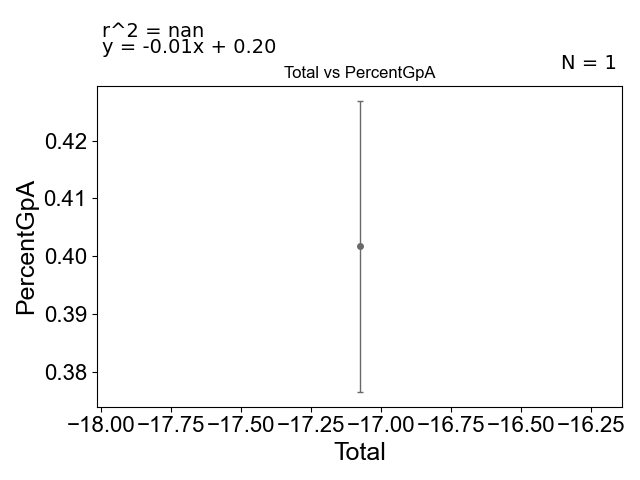 r^2 = nan
y = -0.01x + 0.20
N = 1
Total vs PercentGpA
PercentGpA
0.42
0.41
0.40
0.39
0.38
−18.00 −17.75 −17.50 −17.25 −17.00 −16.75 −16.50 −16.25
Total